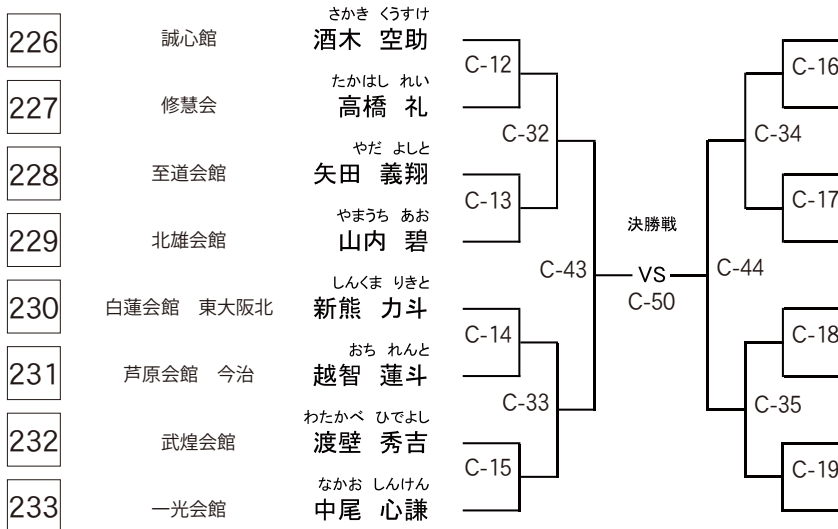 さかき くうすけ
226 誠心館 酒木 空助
C-12 C-16
たかはし れい
227 修慧会 高橋 礼
C-32 C-34
やだ よしと
228 至道会館 矢田 義翔
C-13 C-17
やまうち あお
229 北雄会館 山内 碧
決勝戦
C-43 VS C-44
C-50
しんくま りきと
230 白蓮会館 東大阪北 新熊 力斗
C-14 C-18
おち れんと
231 芦原会館 今治 越智 蓮斗
C-33 C-35
わたかべ ひでよし
232 武煌会館 渡壁 秀吉
C-15 C-19
なかお しんけん
233 一光会館 中尾 心謙